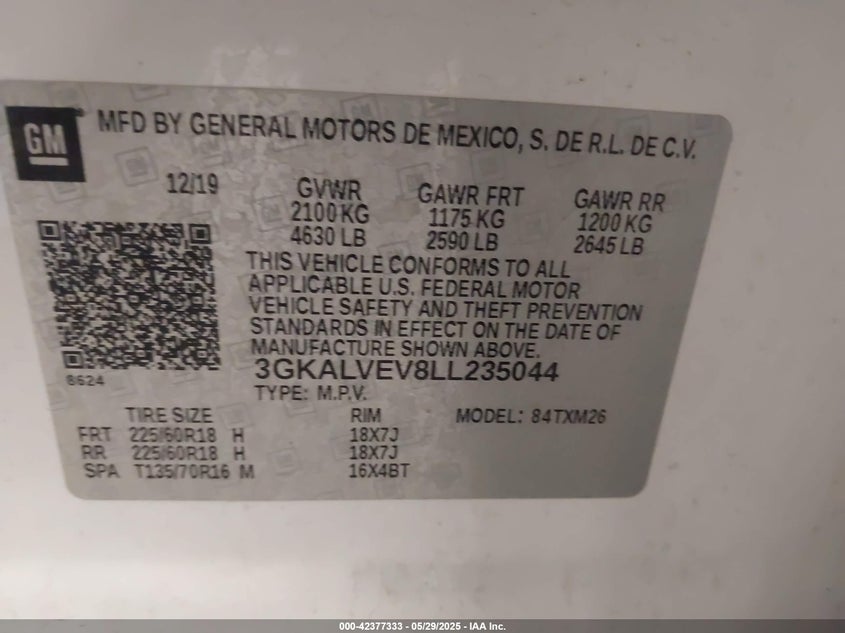 GM
MFD BY GENERAL MOTORS DE MEXICO, S. DE R.L. DE C.V.
12/19 GVWR GAWR FRT GAWR RR
2100 KG 1175 KG 1200 KG
4630 LB 2590 LB 2645 LB
THIS VEHICLE CONFORMS TO ALL
APPLICABLE U.S. FEDERAL MOTOR
VEHICLE SAFETY AND THEFT PREVENTION
STANDARDS IN EFFECT ON THE DATE OF
MANUFACTURE SHOWN ABOVE.
8624
3GKALVEV8LL235044
TYPE: M.P.V.
TIRE SIZE RIM MODEL: 84TXM26
FRT 225/60R18 H 18X7J
RR 225/60R18 H 18X7J
SPA T135/70R16 M 16X4BT
000-42377333 - 05/29/2025 - IAA Inc.